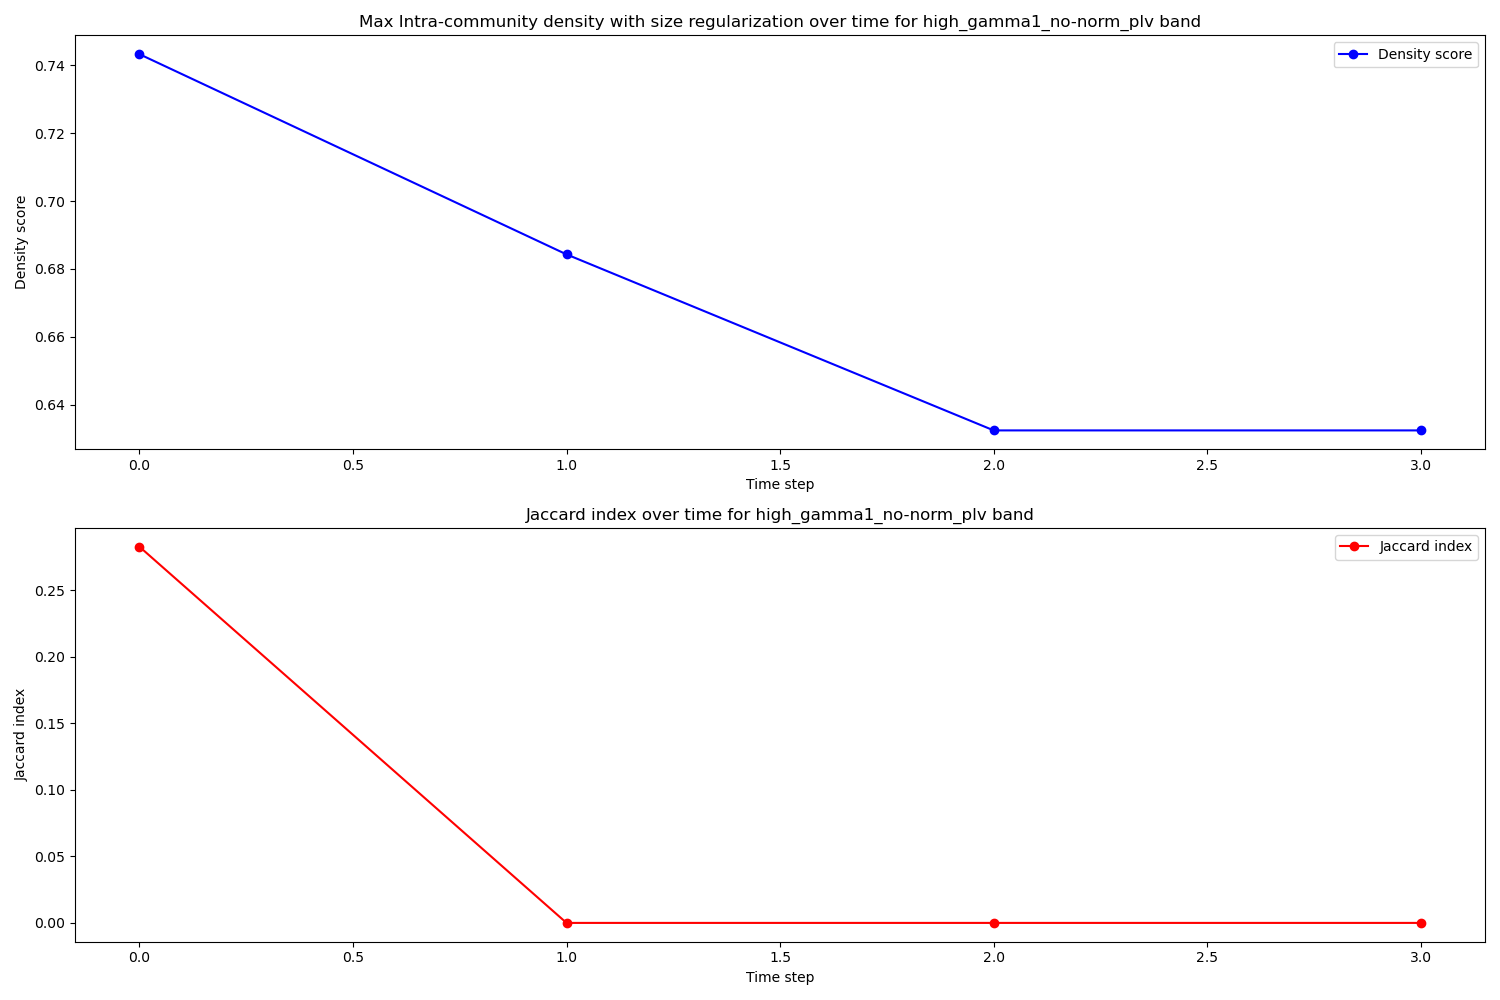 Max Intra-community density with size regularization over time for high_gamma1_no-norm_plv band
Density score
0.74
0.72
0.70
0.68
0.66
0.64
Density score
0.0 0.5 1.0 1.5 2.0 2.5 3.0
Time step
Jaccard index over time for high_gamma1_no-norm_plv band
Jaccard index
0.25
0.20
0.15
0.10
0.05
0.00
Jaccard index
0.0 0.5 1.0 1.5 2.0 2.5 3.0
Time step